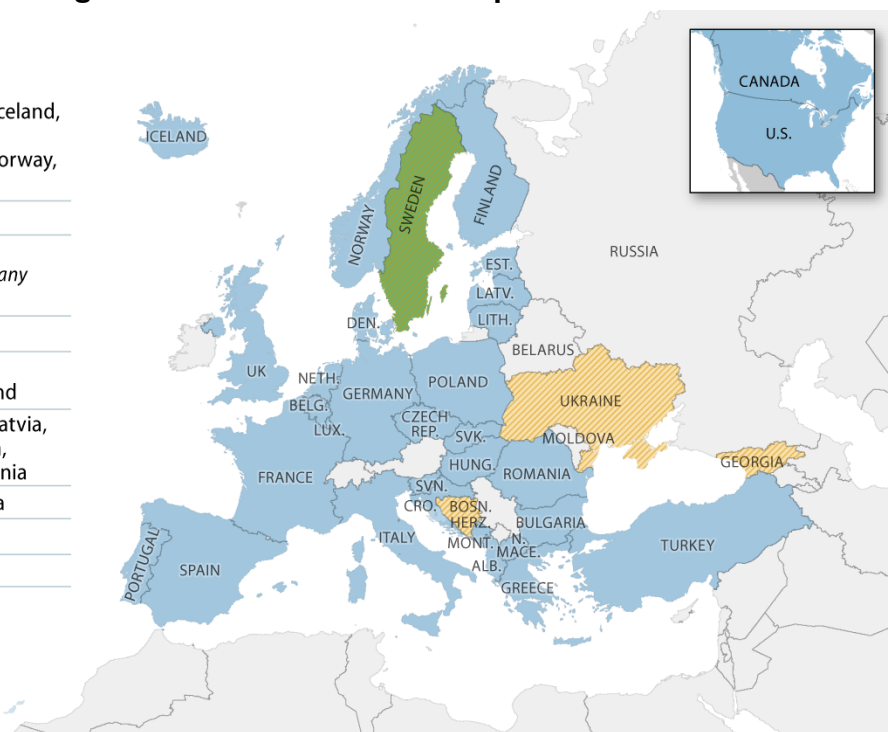 celand,
orway,
any
nd
atvia,
,
nia
a
CANADA
U.S.
ICELAND
NORWAY
SWEDEN
FINLAND
RUSSIA
EST.
LATV.
LITH.
DEN.
BELARUS
UK
NETH.
GERMANY
POLAND
BELG.
UKRAINE
CZECH
REP.
LUX.
SVK.
MOLDOVA
FRANCE
HUNG.
ROMANIA
GEORGIA
SVN.
CRO.
BOSN.
HERZ.
BULGARIA
ITALY
MONT.
N.
MACE.
ALB.
TURKEY
PORTUGAL
SPAIN
GREECE